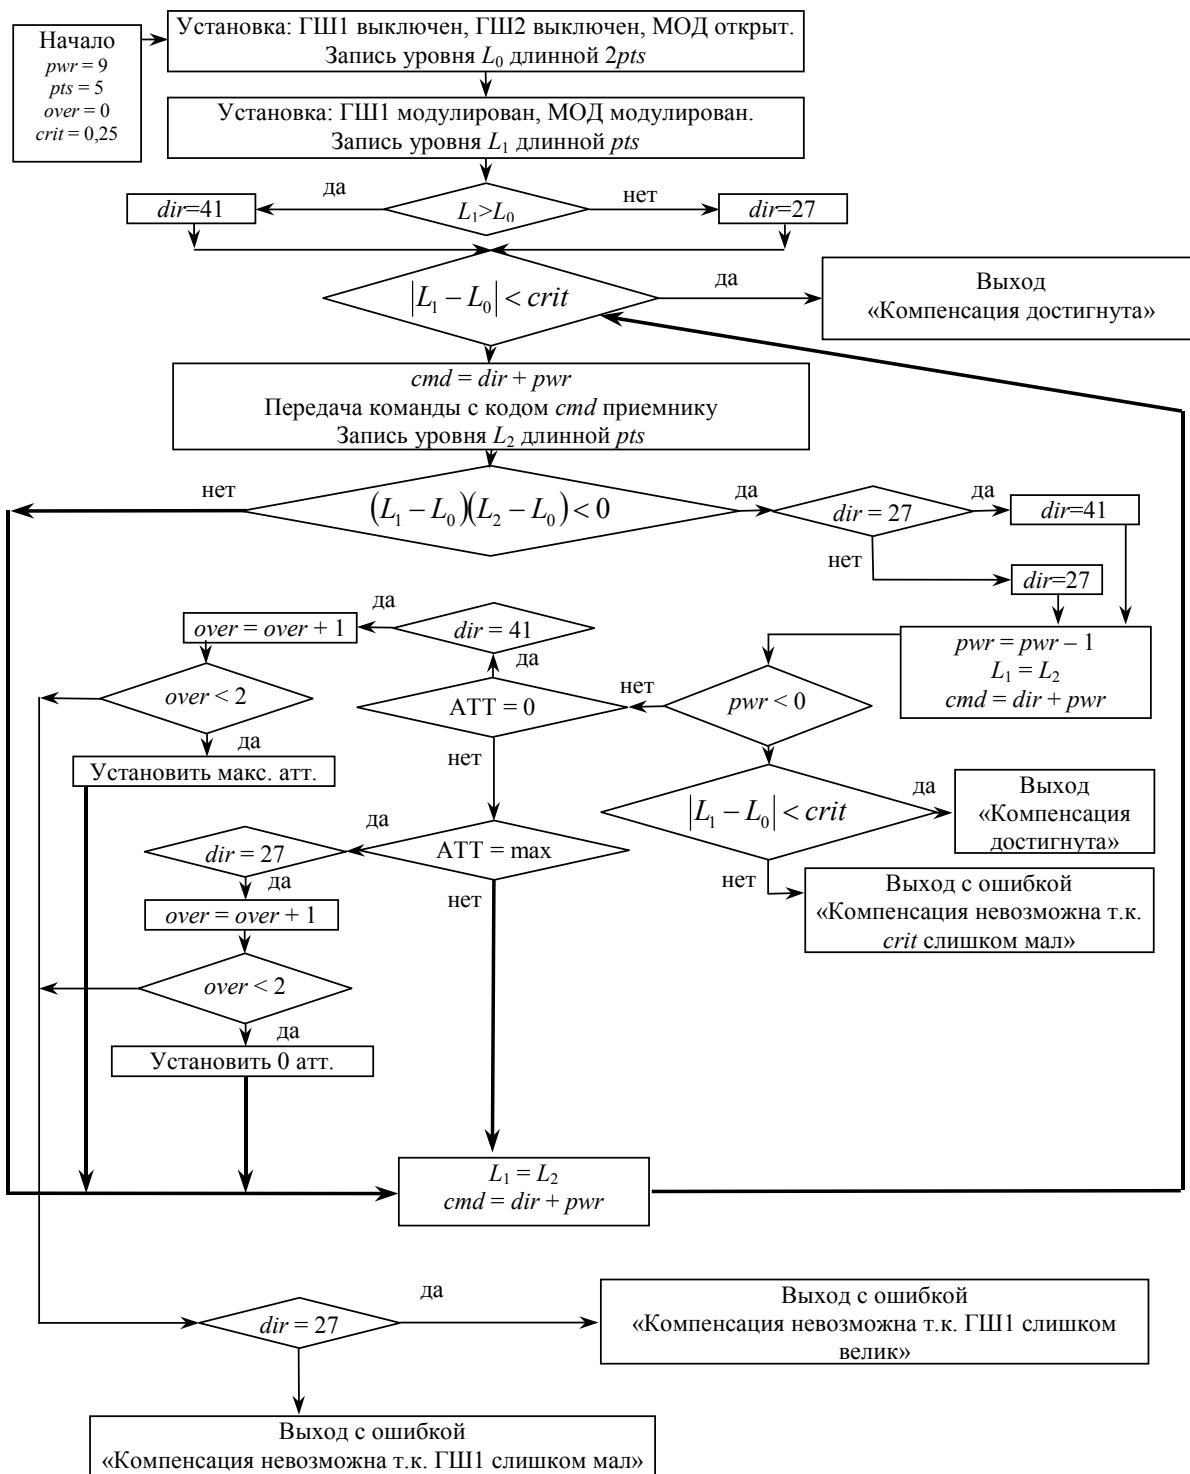 Начало
pwr = 9
pts = 5
over = 0
crit = 0,25
Установка: ГШ1 выключен, ГШ2 выключен, МОД открыт.
Запись уровня L₀ длинной 2pts
Установка: ГШ1 модулирован, МОД модулирован.
Запись уровня L₁ длинной pts
да
нет
dir=41
L₁>L₀
dir=27
|L₁ – L₀| < crit
да
Выход
«Компенсация достигнута»
cmd = dir + pwr
Передача команды с кодом cmd приемнику
Запись уровня L₂ длинной pts
нет
(L₁ – L₀)(L₂ – L₀) < 0
да
dir = 27
да
dir=41
нет
dir=27
да
over = over + 1
dir = 41
да
pwr = pwr – 1
L₁ = L₂
cmd = dir + pwr
over < 2
АТТ = 0
нет
pwr < 0
да
нет
Установить макс. атт.
|L₁ – L₀| < crit
да
Выход
«Компенсация
достигнута»
да
dir = 27
АТТ = max
да
нет
нет
Выход с ошибкой
«Компенсация невозможна т.к.
crit слишком мал»
over = over + 1
over < 2
да
Установить 0 атт.
L₁ = L₂
cmd = dir + pwr
dir = 27
да
Выход с ошибкой
«Компенсация невозможна т.к. ГШ1 слишком
велик»
Выход с ошибкой
«Компенсация невозможна т.к. ГШ1 слишком мал»